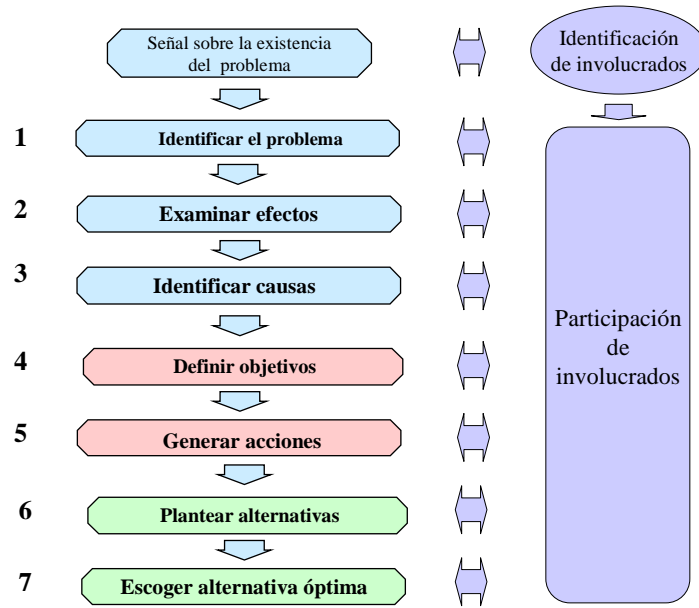 Señal sobre la existencia
del problema
Identificación
de involucrados
1
Identificar el problema
2
Examinar efectos
3
Identificar causas
4
Definir objetivos
5
Generar acciones
6
Plantear alternativas
7
Escoger alternativa óptima
Participación
de
involucrados